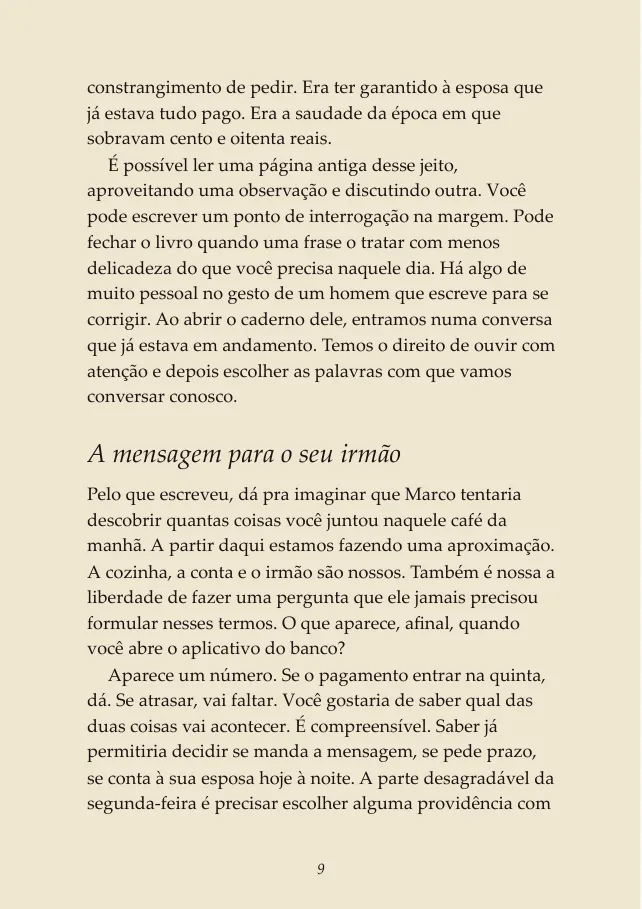 constrangimento de pedir. Era ter garantido à esposa que
já estava tudo pago. Era a saudade da época em que
sobravam cento e oitenta reais.
É possível ler uma página antiga desse jeito,
aproveitando uma observação e discutindo outra. Você
pode escrever um ponto de interrogação na margem. Pode
fechar o livro quando uma frase o tratar com menos
delicadeza do que você precisa naquele dia. Há algo de
muito pessoal no gesto de um homem que escreve para se
corrigir. Ao abrir o caderno dele, entramos numa conversa
que já estava em andamento. Temos o direito de ouvir com
atenção e depois escolher as palavras com que vamos
conversar conosco.
A mensagem para o seu irmão
Pelo que escreveu, dá pra imaginar que Marco tentaria
descobrir quantas coisas você juntou naquele café da
manhã. A partir daqui estamos fazendo uma aproximação.
A cozinha, a conta e o irmão são nossos. Também é nossa a
liberdade de fazer uma pergunta que ele jamais precisou
formular nesses termos. O que aparece, afinal, quando
você abre o aplicativo do banco?
Aparece um número. Se o pagamento entrar na quinta,
dá. Se atrasar, vai faltar. Você gostaria de saber qual das
duas coisas vai acontecer. É compreensível. Saber já
permitiria decidir se manda a mensagem, se pede prazo,
se conta à sua esposa hoje à noite. A parte desagradável da
segunda-feira é precisar escolher alguma providência com
9